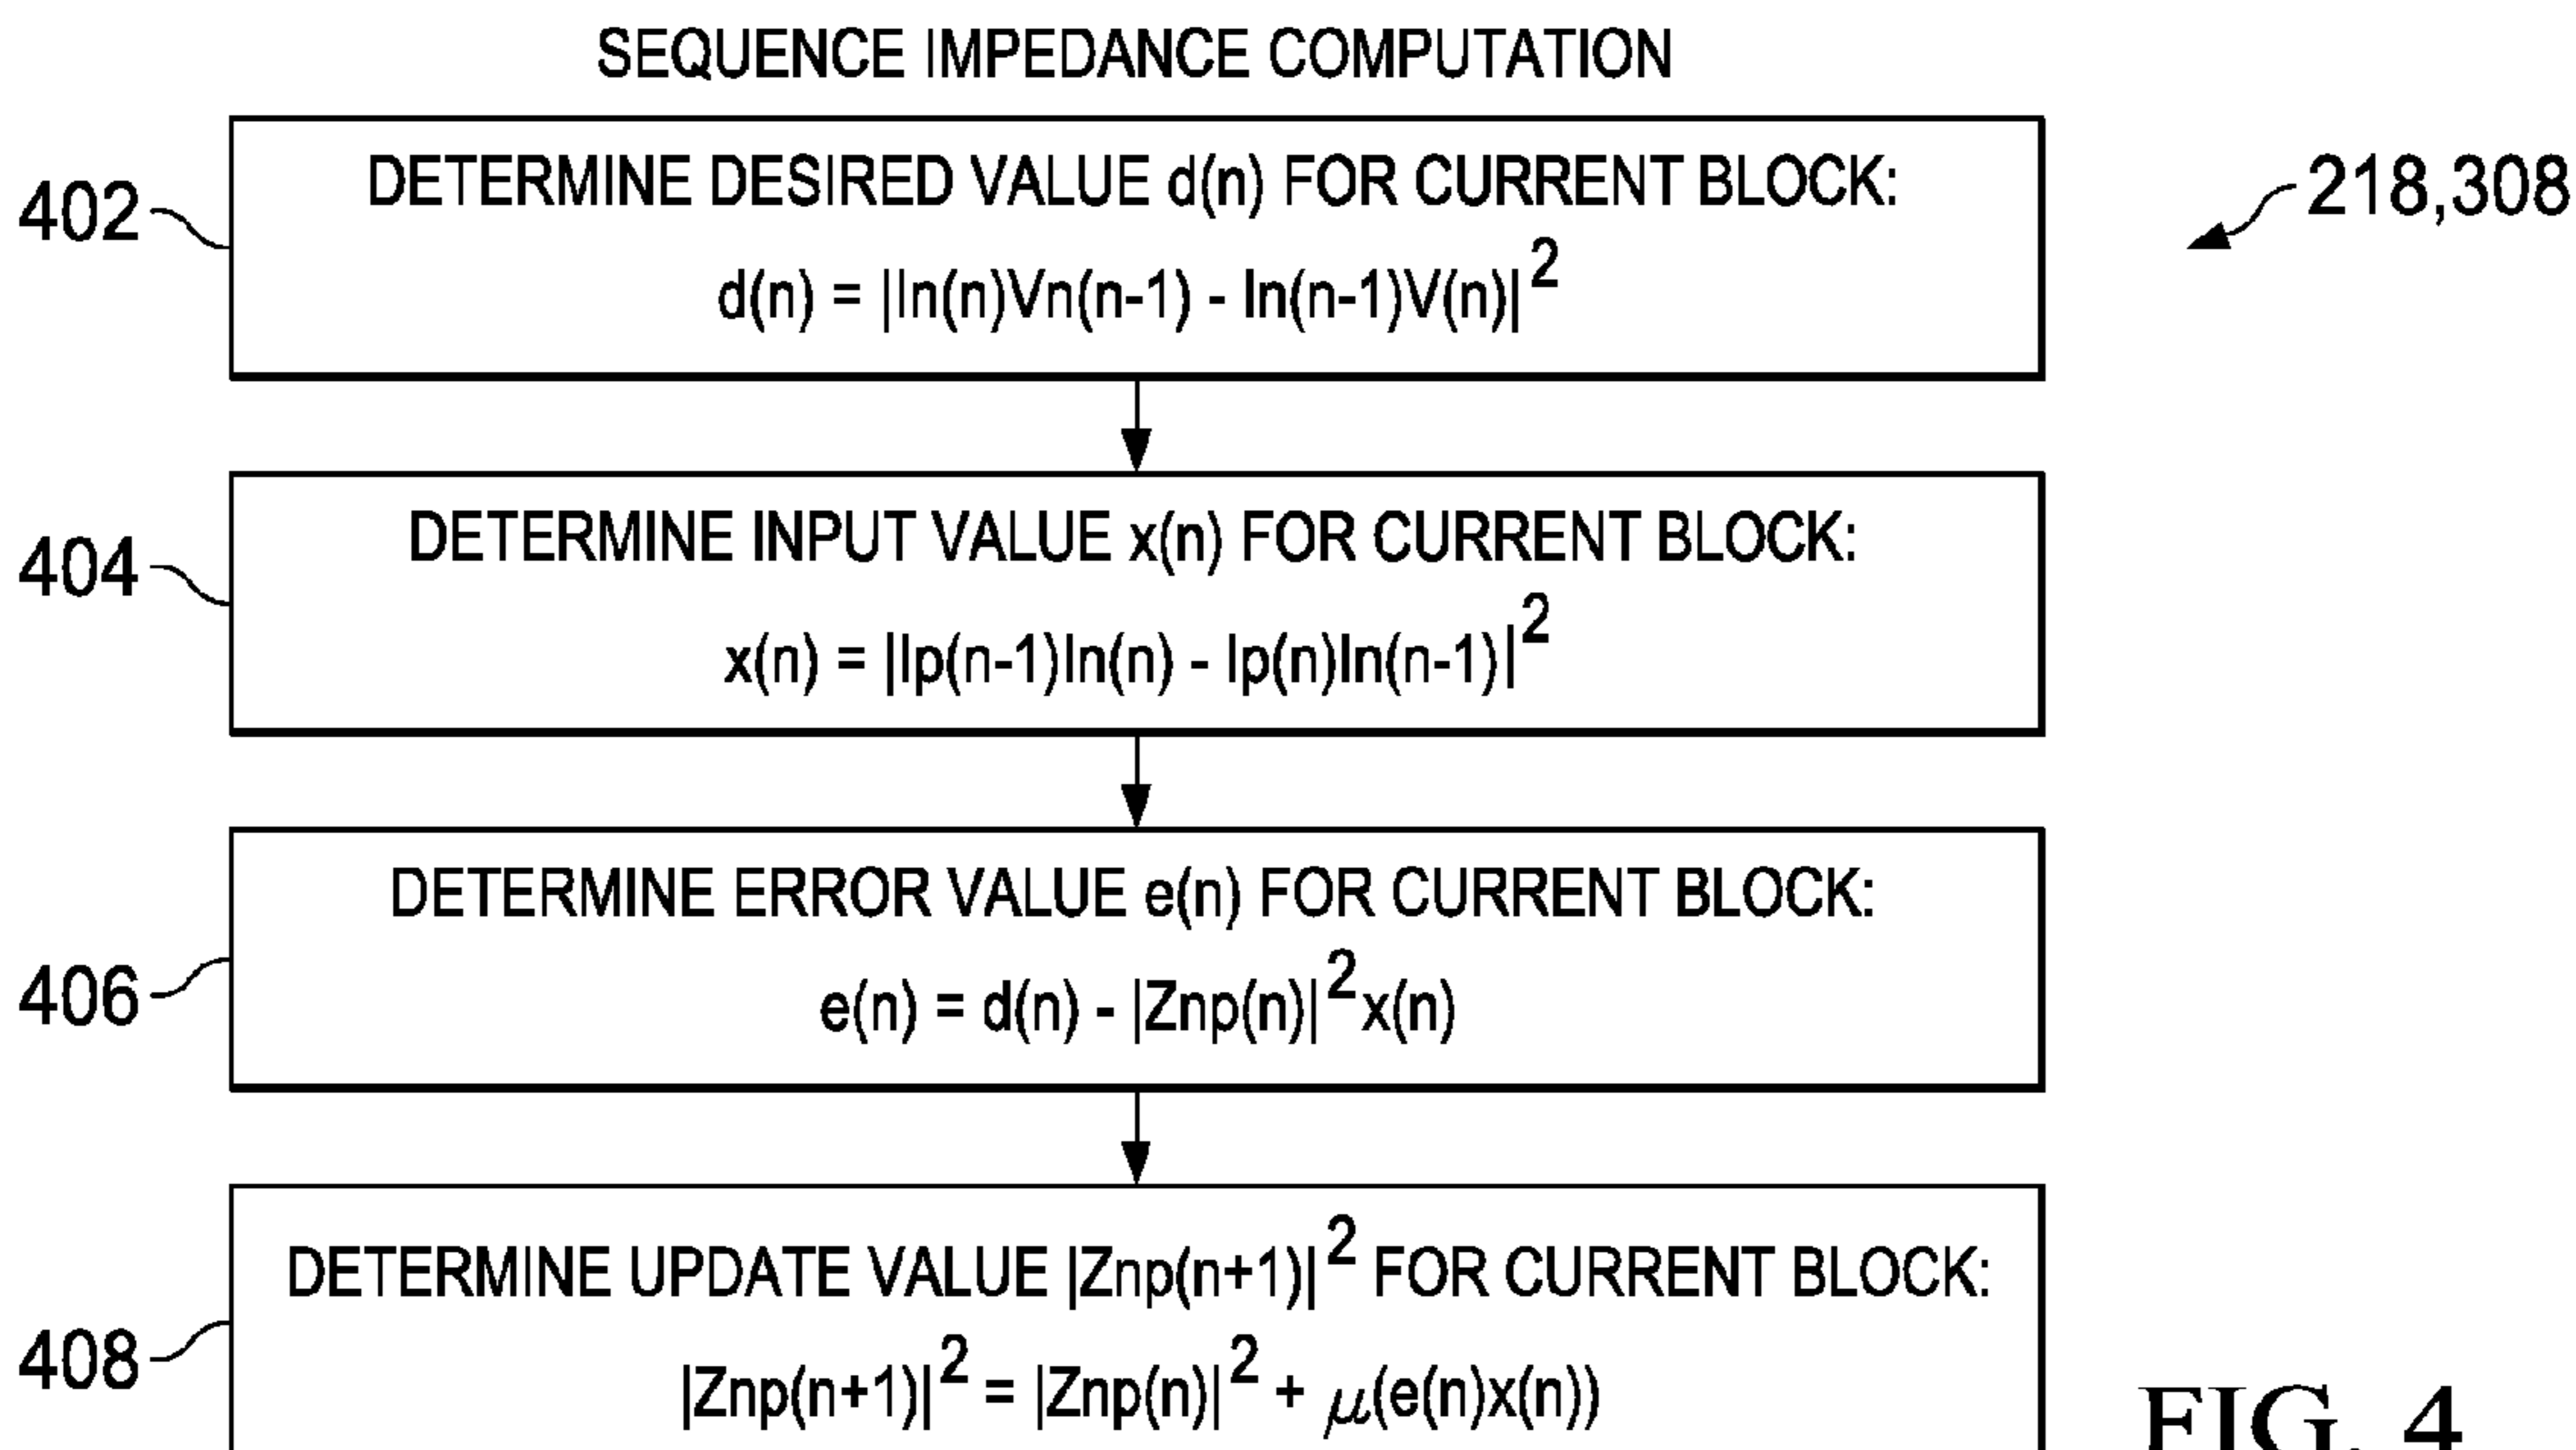 SEQUENCE IMPEDANCE COMPUTATION
402
DETERMINE DESIRED VALUE d(n) FOR CURRENT BLOCK:
d(n) = |In(n)Vn(n-1) - In(n-1)V(n)|²
218,308
404
DETERMINE INPUT VALUE x(n) FOR CURRENT BLOCK:
x(n) = |Ip(n-1)In(n) - Ip(n)In(n-1)|²
406
DETERMINE ERROR VALUE e(n) FOR CURRENT BLOCK:
e(n) = d(n) - |Znp(n)|²x(n)
408
DETERMINE UPDATE VALUE |Znp(n+1)|² FOR CURRENT BLOCK:
|Znp(n+1)|² = |Znp(n)|² + μ(e(n)x(n))
FIG. 4